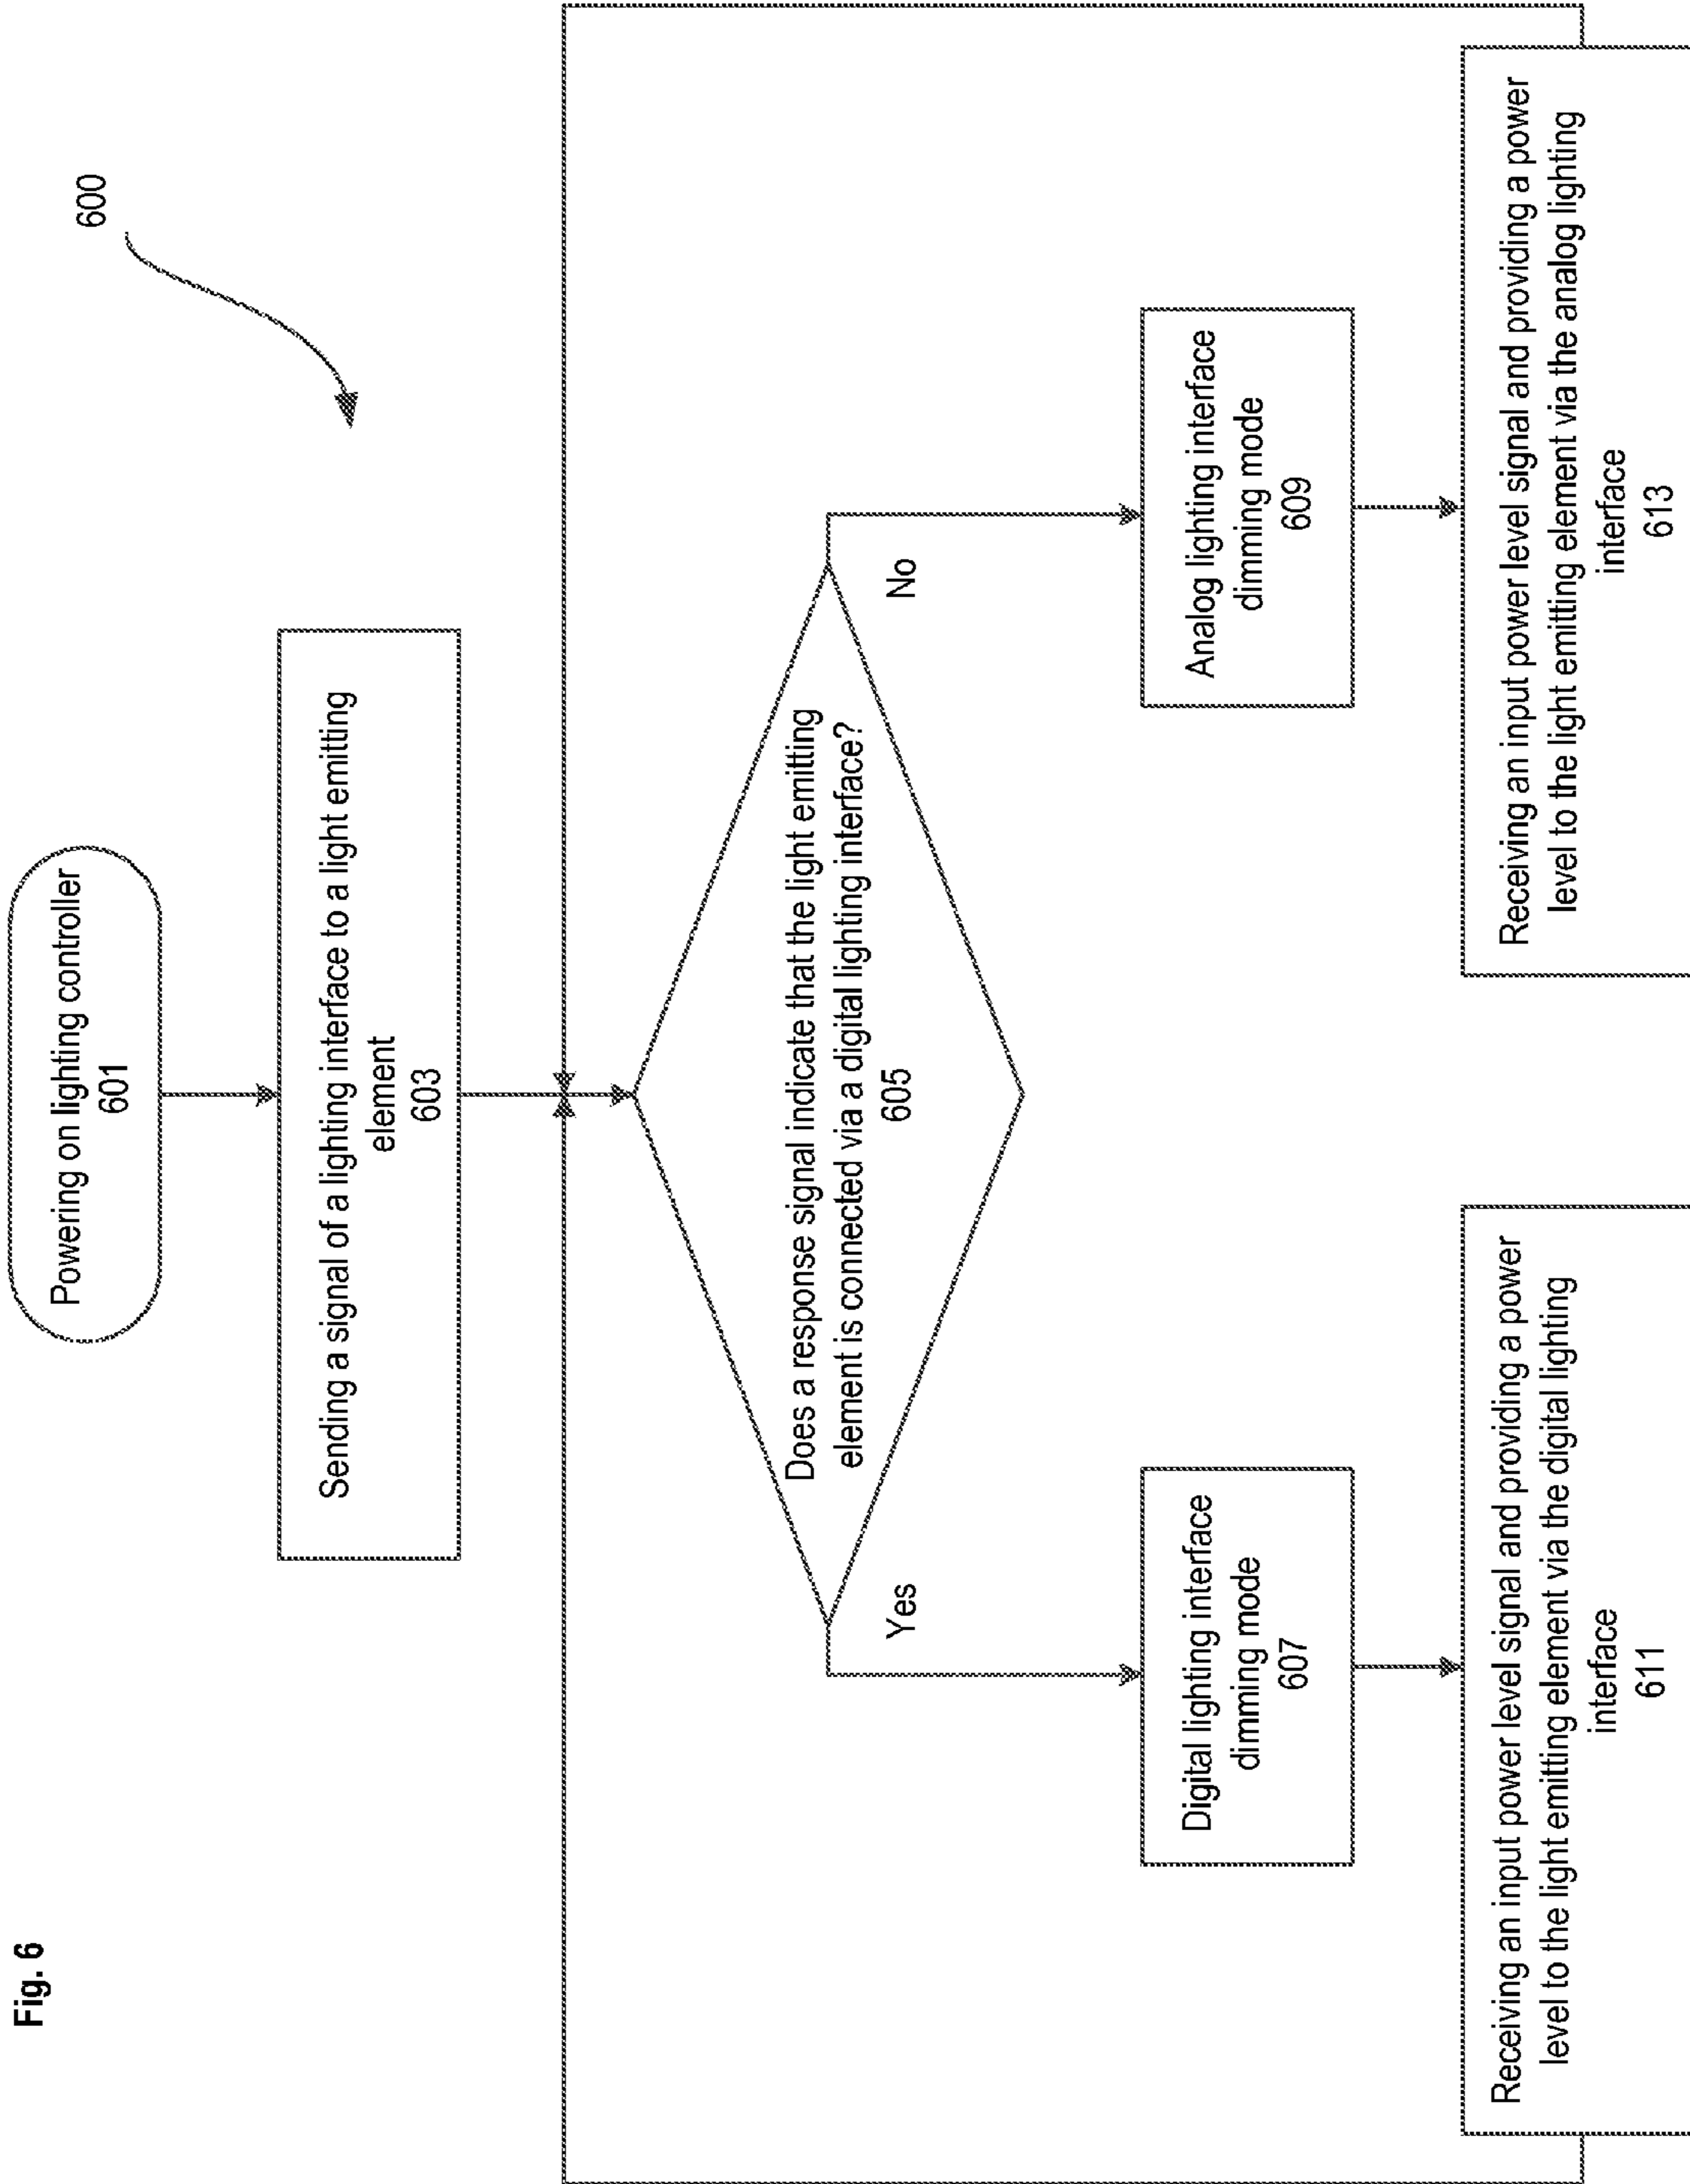 Fig. 6
600
Powering on lighting controller
601
Sending a signal of a lighting interface to a light emitting
element
603
Does a response signal indicate that the light emitting
element is connected via a digital lighting interface?
605
Yes
No
Digital lighting interface
dimming mode
607
Analog lighting interface
dimming mode
609
Receiving an input power level signal and providing a power
level to the light emitting element via the digital lighting
interface
611
Receiving an input power level signal and providing a power
level to the light emitting element via the analog lighting
interface
613